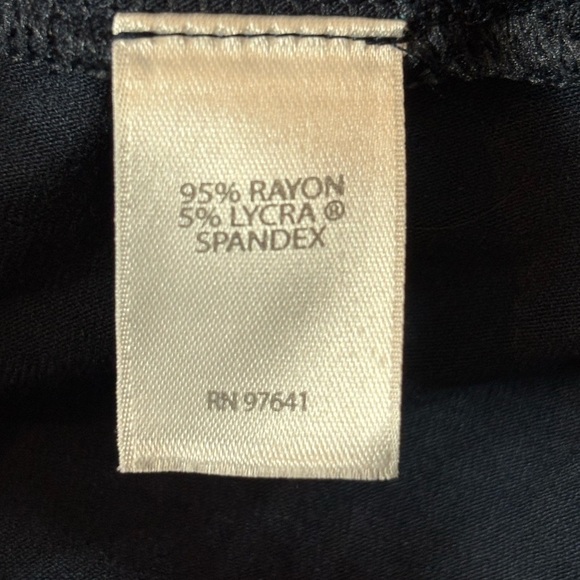 95% RAYON
5% LYCRA ®
SPANDEX
RN 97641